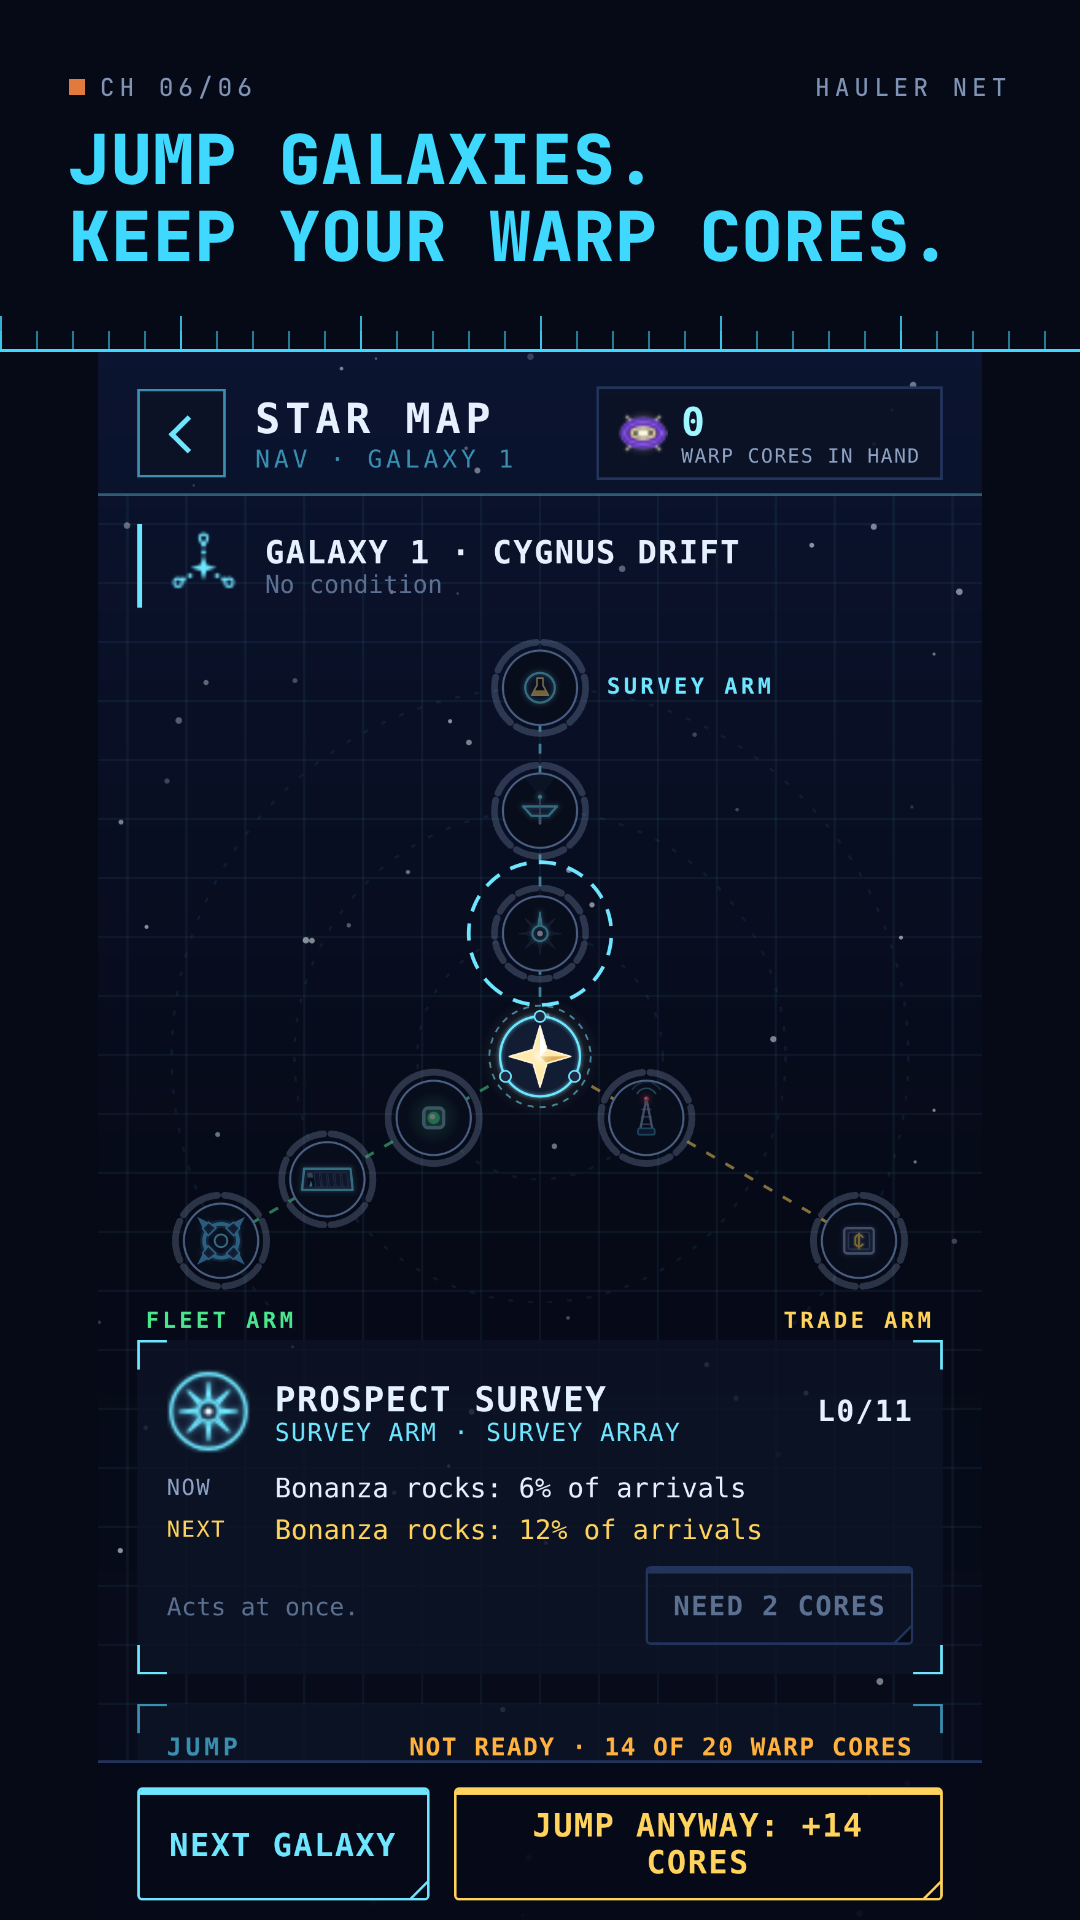 CH 06/06
HAULER NET
JUMP GALAXIES.
KEEP YOUR WARP CORES.
STAR MAP
NAV · GALAXY 1
0
WARP CORES IN HAND
GALAXY 1 · CYGNUS DRIFT
No condition
SURVEY ARM
FLEET ARM
TRADE ARM
PROSPECT SURVEY
SURVEY ARM · SURVEY ARRAY
L0/11
NOW
Bonanza rocks: 6% of arrivals
NEXT
Bonanza rocks: 12% of arrivals
Acts at once.
NEED 2 CORES
JUMP
NOT READY · 14 OF 20 WARP CORES
NEXT GALAXY
JUMP ANYWAY: +14
CORES